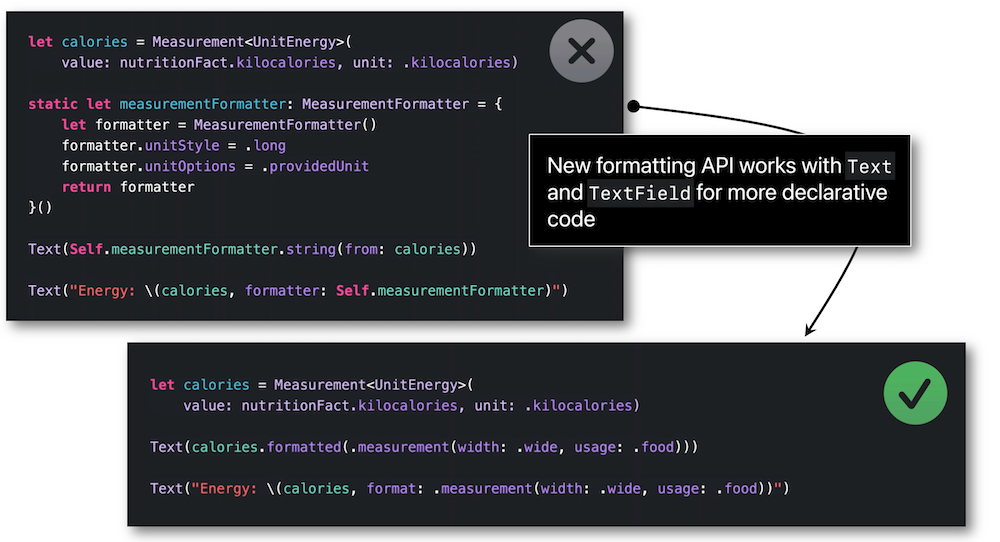 let calories = Measurement<UnitEnergy>(
    value: nutritionFact.kilocalories, unit: .kilocalories)
static let measurementFormatter: MeasurementFormatter = {
    let formatter = MeasurementFormatter()
    formatter.unitStyle = .long
    formatter.unitOptions = .providedUnit
    return formatter
}()
Text(Self.measurementFormatter.string(from: calories))
Text("Energy: \(calories, formatter: Self.measurementFormatter)")
New formatting API works with Text
and TextField for more declarative
code
let calories = Measurement<UnitEnergy>(
    value: nutritionFact.kilocalories, unit: .kilocalories)
Text(calories.formatted(.measurement(width: .wide, usage: .food)))
Text("Energy: \(calories, format: .measurement(width: .wide, usage: .food))")